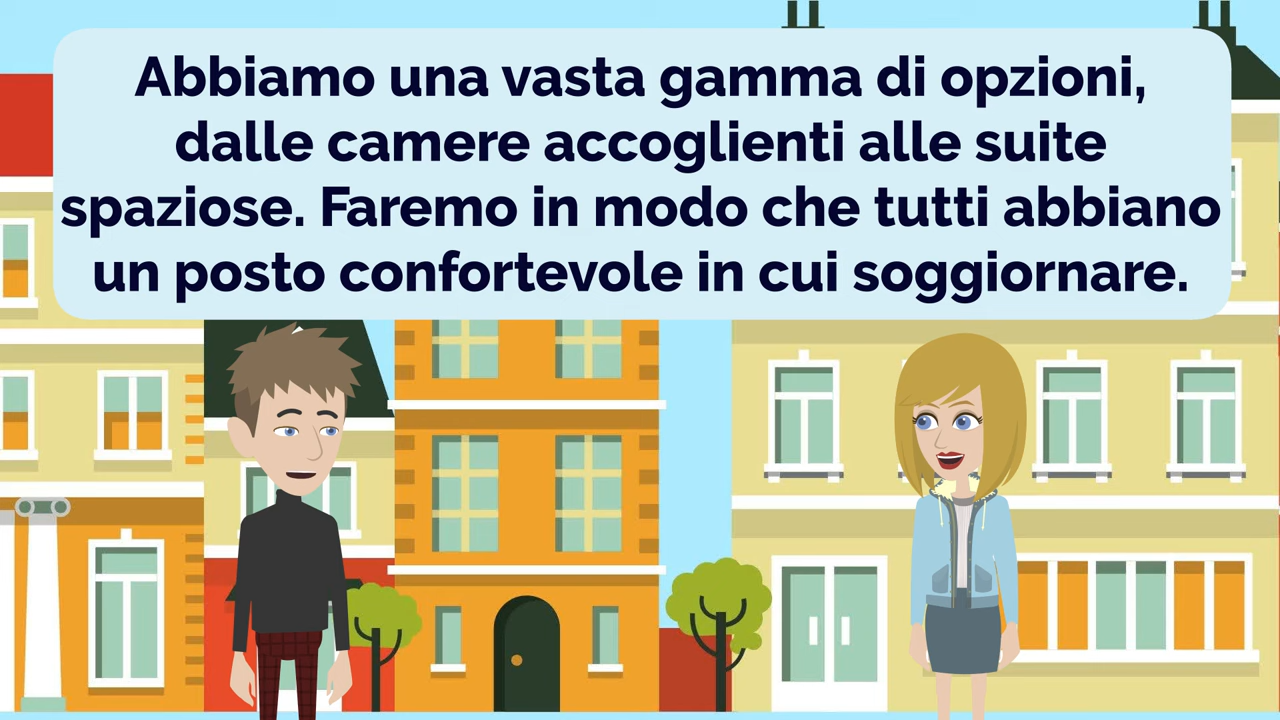 Abbiamo una vasta gamma di opzioni,
dalle camere accoglienti alle suite
spaziose. Faremo in modo che tutti abbiano
un posto confortevole in cui soggiornare.